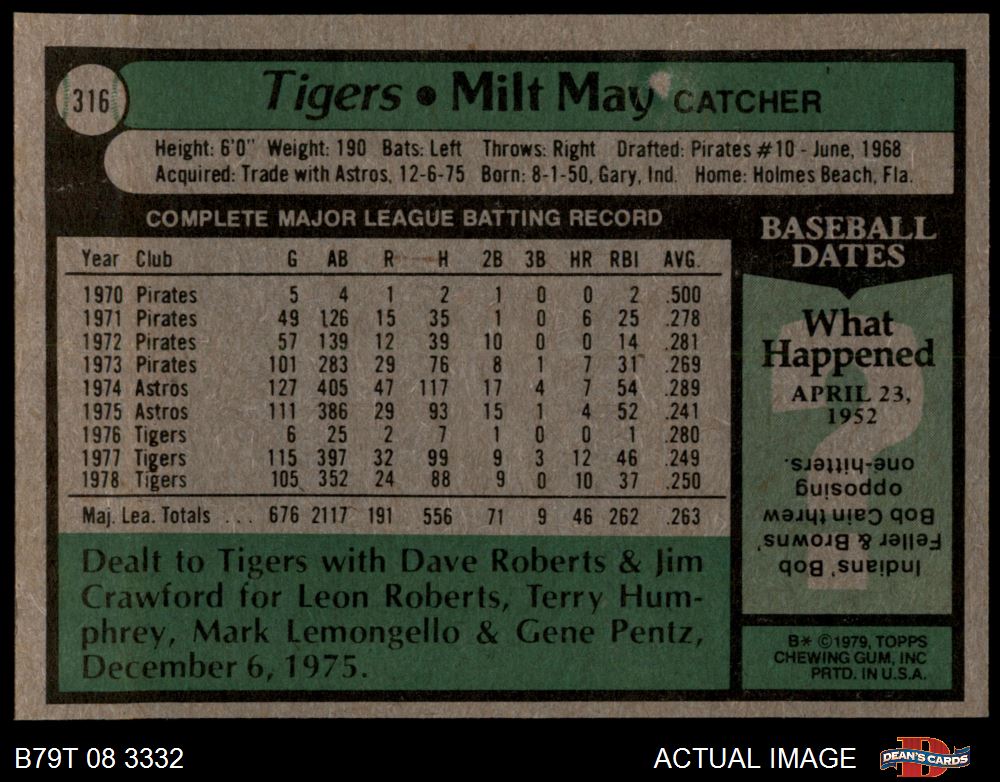 316
Tigers • Milt May CATCHER
Height: 6'0" Weight: 190 Bats: Left Throws: Right Drafted: Pirates #10 - June, 1968
Acquired: Trade with Astros, 12-6-75 Born: 8-1-50, Gary, Ind. Home: Holmes Beach, Fla.
COMPLETE MAJOR LEAGUE BATTING RECORD
Year Club G AB R H 2B 3B HR RBI AVG.
1970 Pirates 5 4 1 2 1 0 0 2 .500
1971 Pirates 49 126 15 35 1 0 6 25 .278
1972 Pirates 57 139 12 39 10 0 0 14 .281
1973 Pirates 101 283 29 76 8 1 7 31 .269
1974 Astros 127 405 47 117 17 4 7 54 .289
1975 Astros 111 386 29 93 15 1 4 52 .241
1976 Tigers 6 25 2 7 1 0 0 1 .280
1977 Tigers 115 397 32 99 9 3 12 46 .249
1978 Tigers 105 352 24 88 9 0 10 37 .250
Maj. Lea. Totals ... 676 2117 191 556 71 9 46 262 .263
Dealt to Tigers with Dave Roberts & Jim
Crawford for Leon Roberts, Terry Hum-
phrey, Mark Lemongello & Gene Pentz,
December 6, 1975.
BASEBALL
DATES
What
Happened
APRIL 23,
1952
?
Indians' Bob
Feller & Browns'
Bob Cain threw
opposing
one-hitters.
B* ©1979, TOPPS
CHEWING GUM, INC
PRTD. IN U.S.A.
B79T 08 3332
ACTUAL IMAGE
DEAN'S CARDS